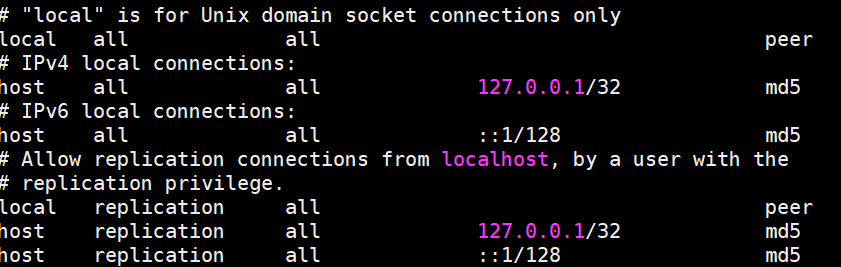 # "local" is for Unix domain socket connections only
local   all             all                                     peer
# IPv4 local connections:
host    all             all             127.0.0.1/32            md5
# IPv6 local connections:
host    all             all             ::1/128                 md5
# Allow replication connections from localhost, by a user with the
# replication privilege.
local   replication     all                                     peer
host    replication     all             127.0.0.1/32            md5
host    replication     all             ::1/128                 md5